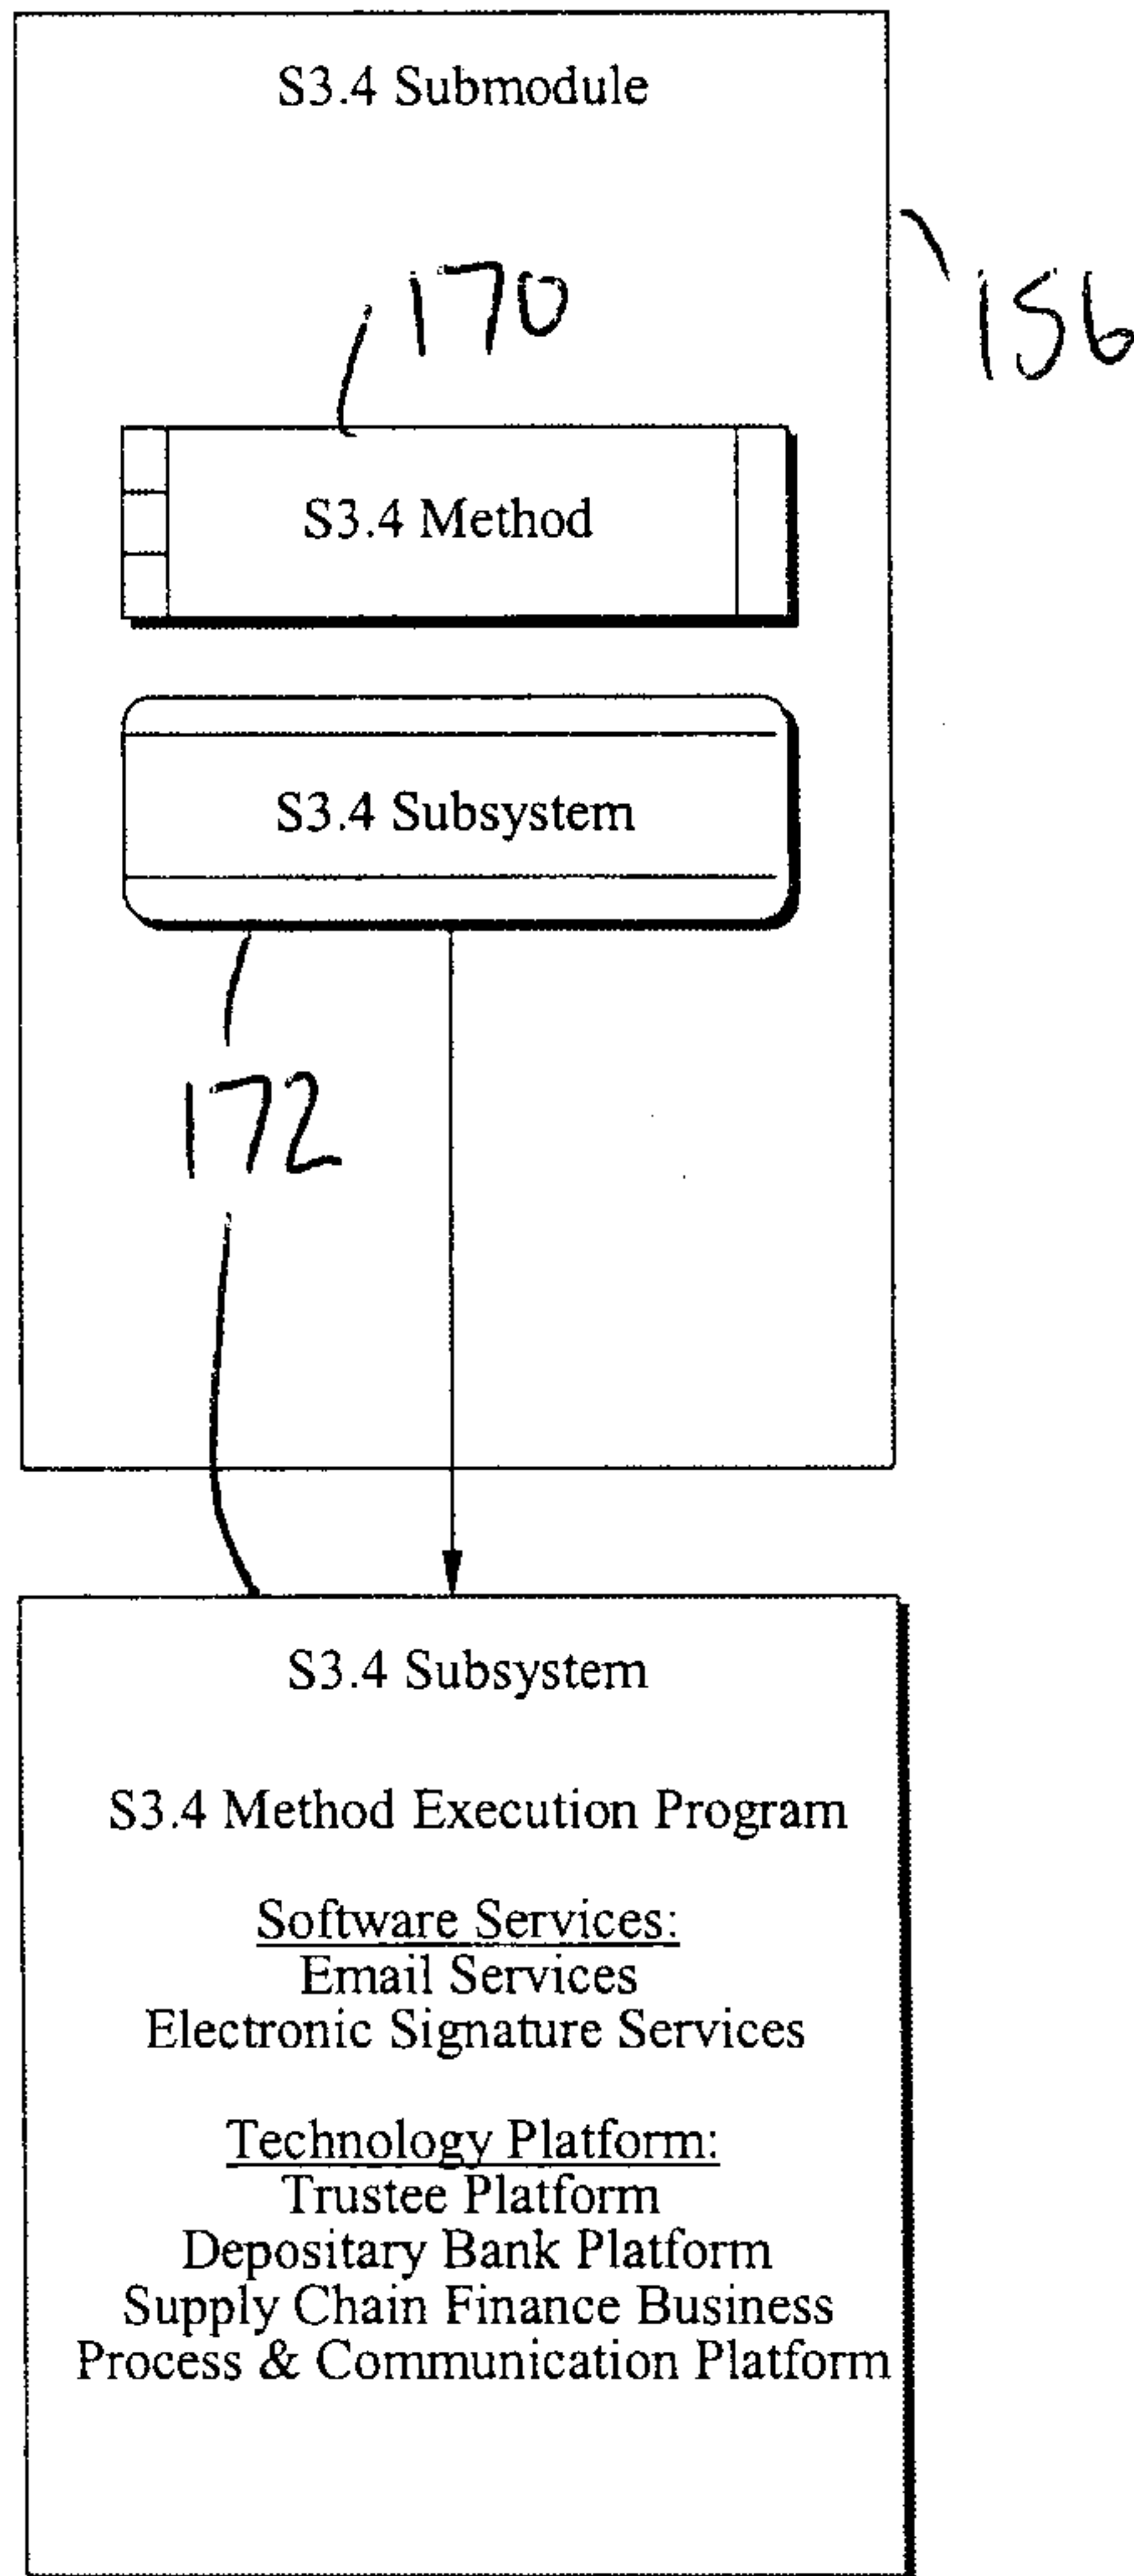 S3.4 Submodule
170
156
S3.4 Method
S3.4 Subsystem
172
S3.4 Subsystem
S3.4 Method Execution Program
Software Services:
Email Services
Electronic Signature Services
Technology Platform:
Trustee Platform
Depositary Bank Platform
Supply Chain Finance Business
Process & Communication Platform